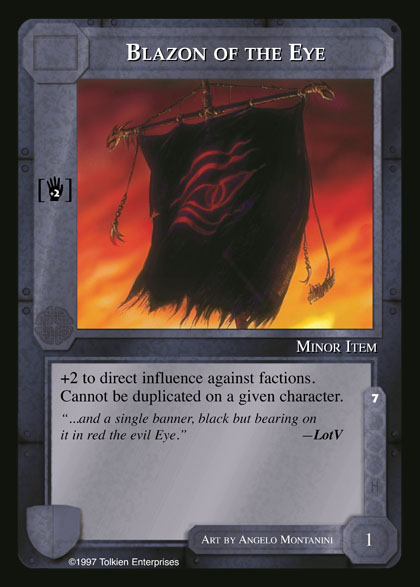 Blazon of the Eye
[+2]
Minor Item
+2 to direct influence against factions.
Cannot be duplicated on a given character.
7
“...and a single banner, black but bearing on
it in red the evil Eye.” —LotV
H
Art by Angelo Montanini
1
©1997 Tolkien Enterprises